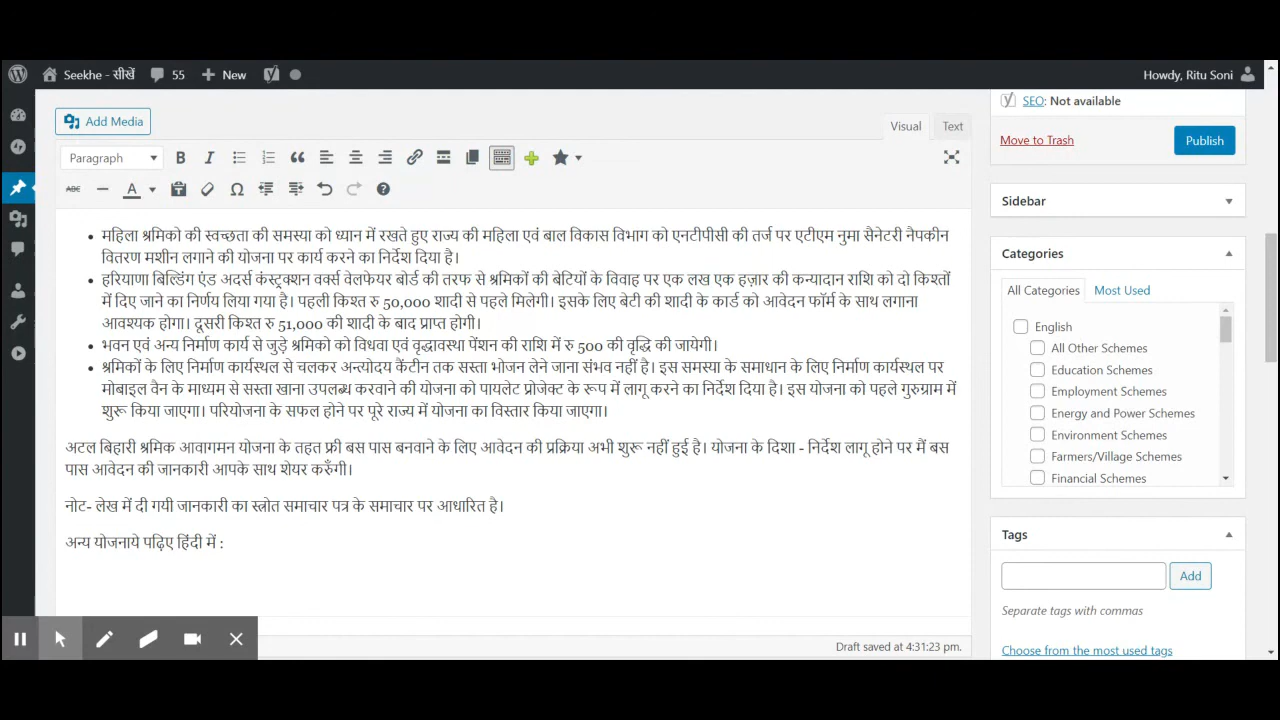 Seekhe - सीखें 55 New Howdy, Ritu Soni
Add Media
Visual Text
SEO: Not available
Move to Trash Publish
Paragraph
ABC
Sidebar
Categories
All Categories Most Used
English
All Other Schemes
Education Schemes
Employment Schemes
Energy and Power Schemes
Environment Schemes
Farmers/Village Schemes
Financial Schemes
Tags
Add
Separate tags with commas
Choose from the most used tags
महिला श्रमिको की स्वच्छता की समस्या को ध्यान में रखते हुए राज्य की महिला एवं बाल विकास विभाग को एनटीपीसी की तर्ज पर एटीएम नुमा सैनेटरी नैपकीन
वितरण मशीन लगाने की योजना पर कार्य करने का निर्देश दिया है।
हरियाणा बिल्डिंग एंड अदर्स कंस्ट्रक्शन वर्क्स वेलफेयर बोर्ड की तरफ से श्रमिकों की बेटियों के विवाह पर एक लख एक हज़ार की कन्यादान राशि को दो किश्तों
में दिए जाने का निर्णय लिया गया है। पहली किश्त रु 50,000 शादी से पहले मिलेगी। इसके लिए बेटी की शादी के कार्ड को आवेदन फॉर्म के साथ लगाना
आवश्यक होगा। दूसरी किश्त रु 51,000 की शादी के बाद प्राप्त होगी।
भवन एवं अन्य निर्माण कार्य से जुड़े श्रमिको को विधवा एवं वृद्धावस्था पेंशन की राशि में रु 500 की वृद्धि की जायेगी।
श्रमिकों के लिए निर्माण कार्यस्थल से चलकर अन्त्योदय कैंटीन तक सस्ता भोजन लेने जाना संभव नहीं है। इस समस्या के समाधान के लिए निर्माण कार्यस्थल पर
मोबाइल वैन के माध्यम से सस्ता खाना उपलब्ध करवाने की योजना को पायलेट प्रोजेक्ट के रूप में लागू करने का निर्देश दिया है। इस योजना को पहले गुरुग्राम में
शुरू किया जाएगा। परियोजना के सफल होने पर पूरे राज्य में योजना का विस्तार किया जाएगा।
अटल बिहारी श्रमिक आवागमन योजना के तहत फ्री बस पास बनवाने के लिए आवेदन की प्रक्रिया अभी शुरू नहीं हुई है। योजना के दिशा - निर्देश लागू होने पर मैं बस
पास आवेदन की जानकारी आपके साथ शेयर करुँगी।
नोट- लेख में दी गयी जानकारी का स्त्रोत समाचार पत्र के समाचार पर आधारित है।
अन्य योजनाये पढ़िए हिंदी में :
Draft saved at 4:31:23 pm.